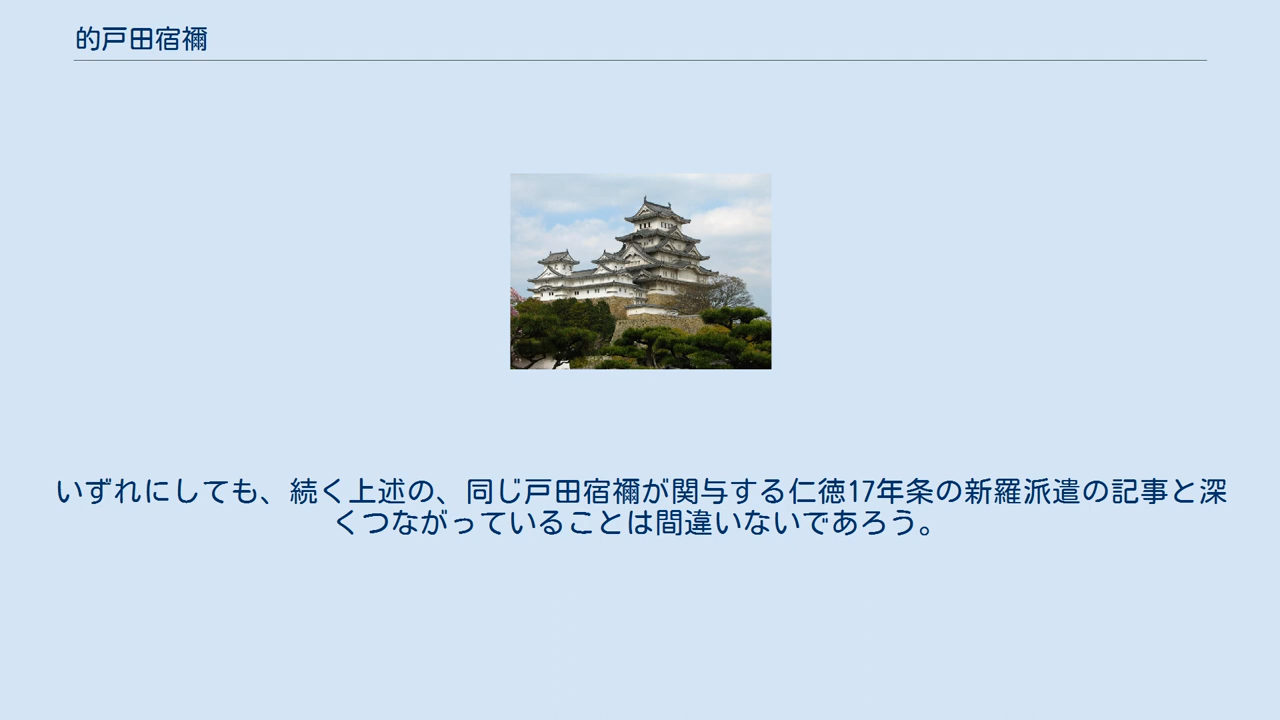 的戸田宿禰
いずれにしても、続く上述の、同じ戸田宿禰が関与する仁徳17年条の新羅派遣の記事と深
くつながっていることは間違いないであろう。